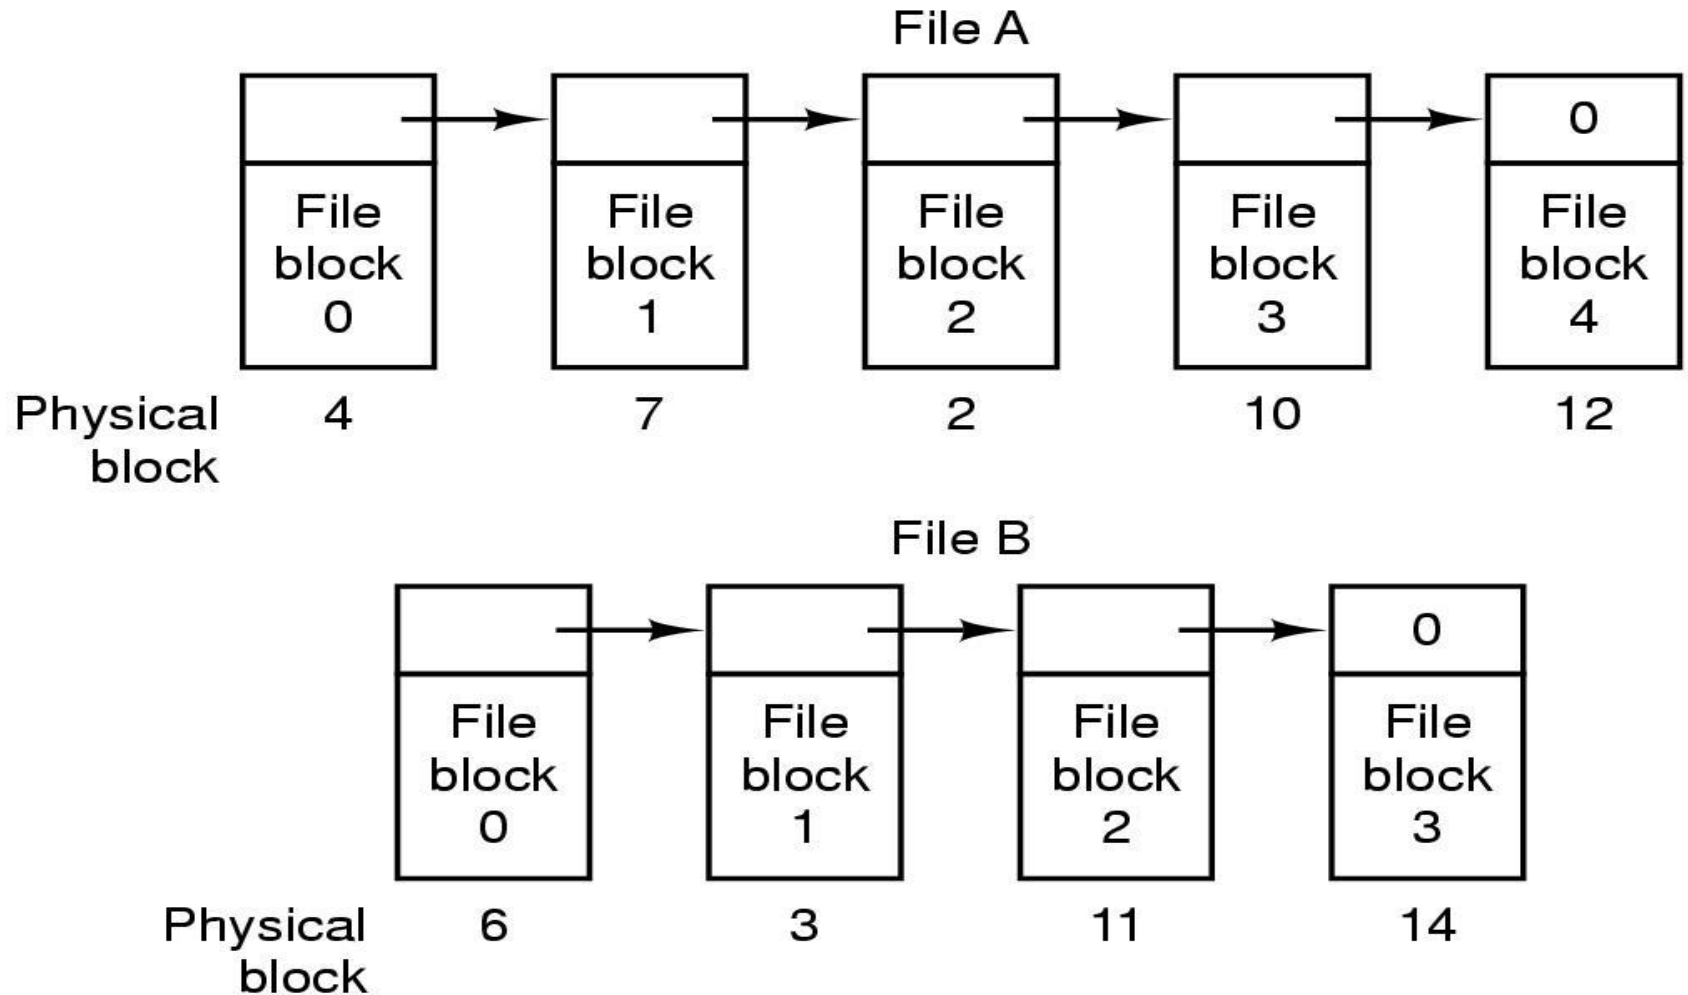 File A
0
File File File File File
block block block block block
0 1 2 3 4
Physical 4 7 2 10 12
block
File B
0
File File File File
block block block block
0 1 2 3
Physical 6 3 11 14
block